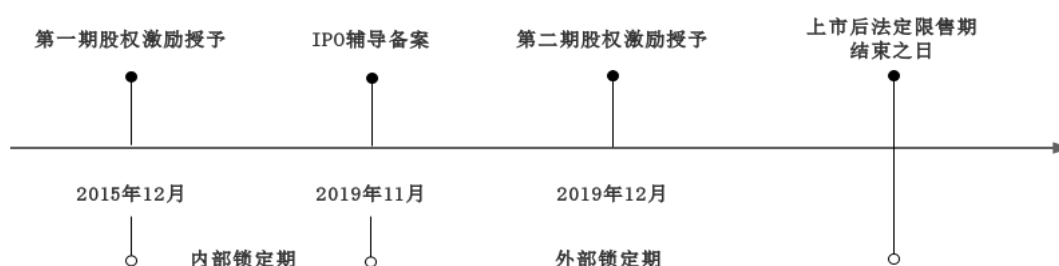 第一期股权激励授予
IPO辅导备案
第二期股权激励授予
上市后法定限售期
结束之日
2015年12月
2019年11月
2019年12月
内部锁定期
外部锁定期